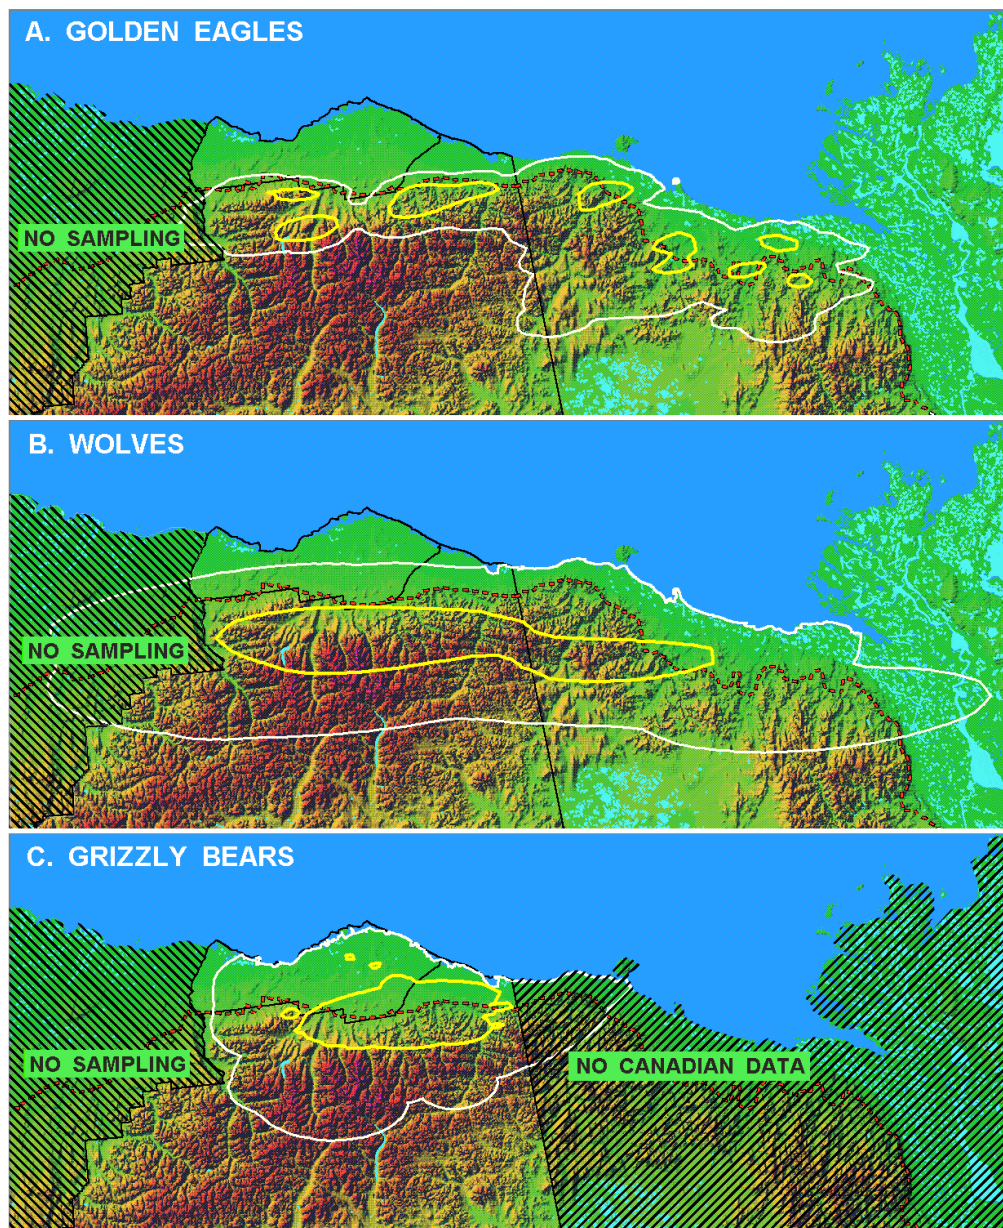 A. GOLDEN EAGLES
NO SAMPLING
B. WOLVES
NO SAMPLING
C. GRIZZLY BEARS
NO SAMPLING
NO CANADIAN DATA